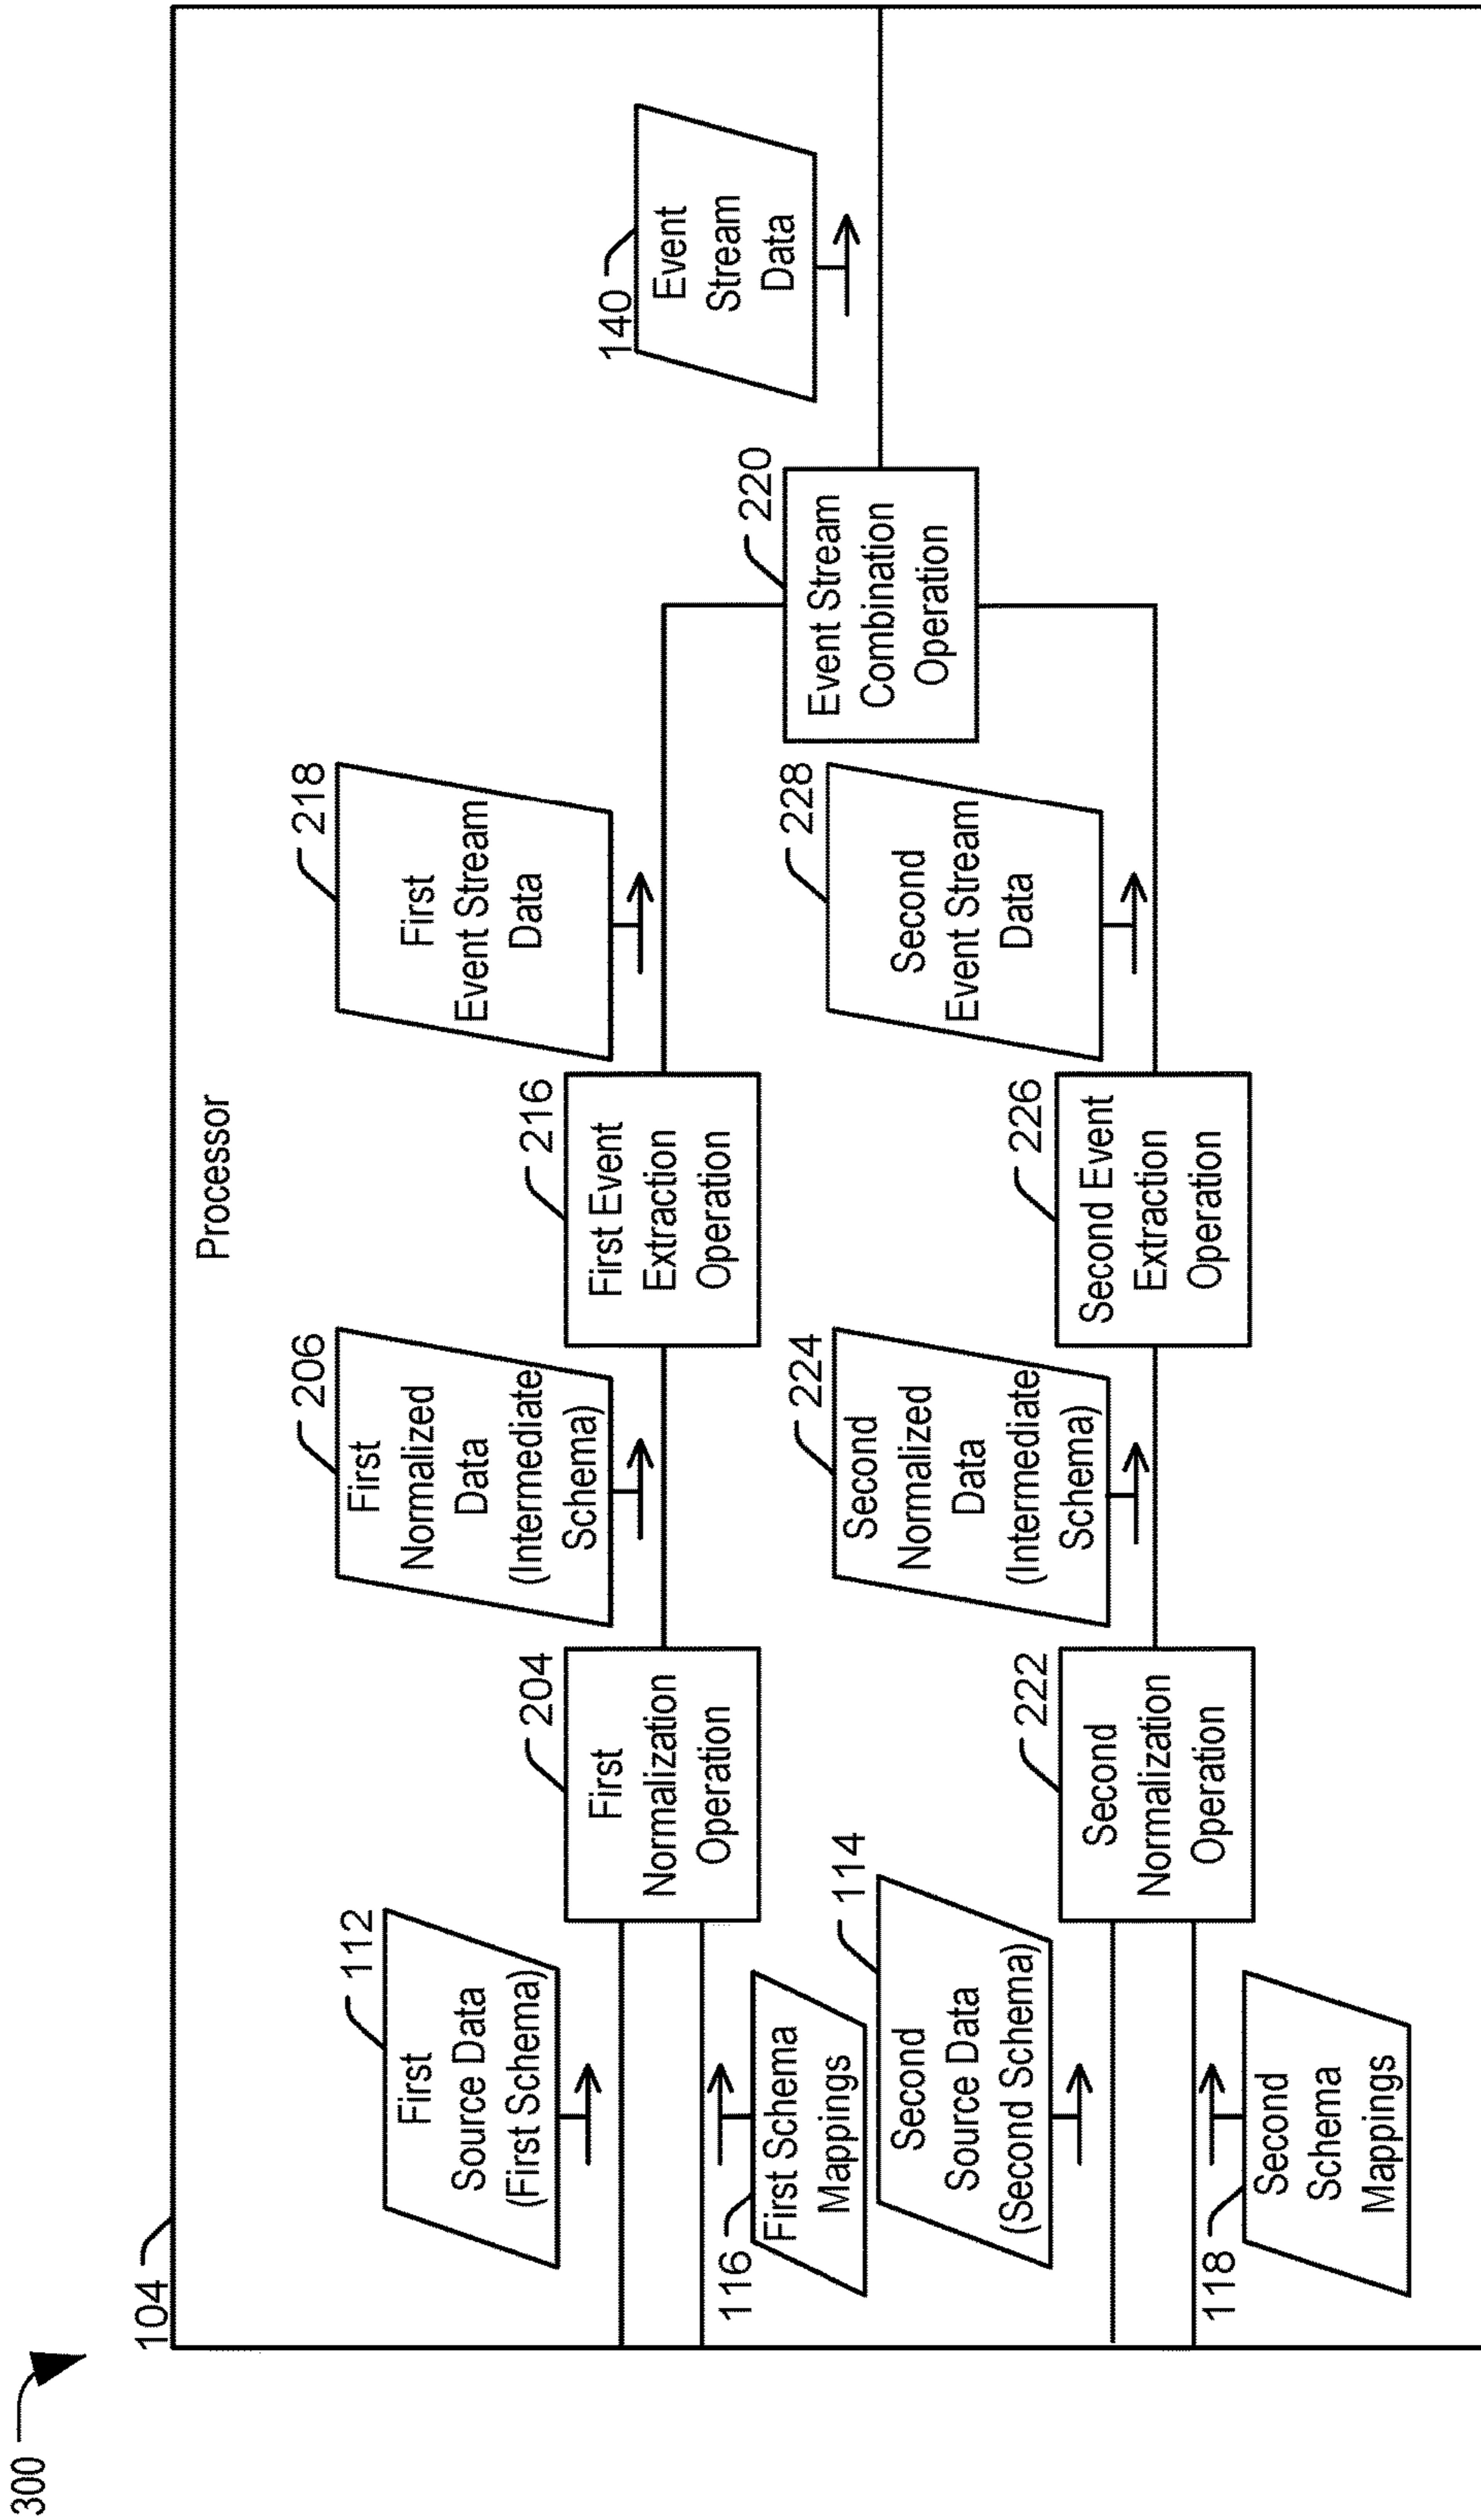 300
104
Processor
112
First
Source Data
(First Schema)
204
First
Normalization
Operation
206
First
Normalized
Data
(Intermediate
Schema)
216
First Event
Extraction
Operation
218
First
Event Stream
Data
116
First Schema
Mappings
114
Second
Source Data
(Second Schema)
222
Second
Normalization
Operation
224
Second
Normalized
Data
(Intermediate
Schema)
226
Second Event
Extraction
Operation
228
Second
Event Stream
Data
118
Second
Schema
Mappings
220
Event Stream
Combination
Operation
140
Event
Stream
Data